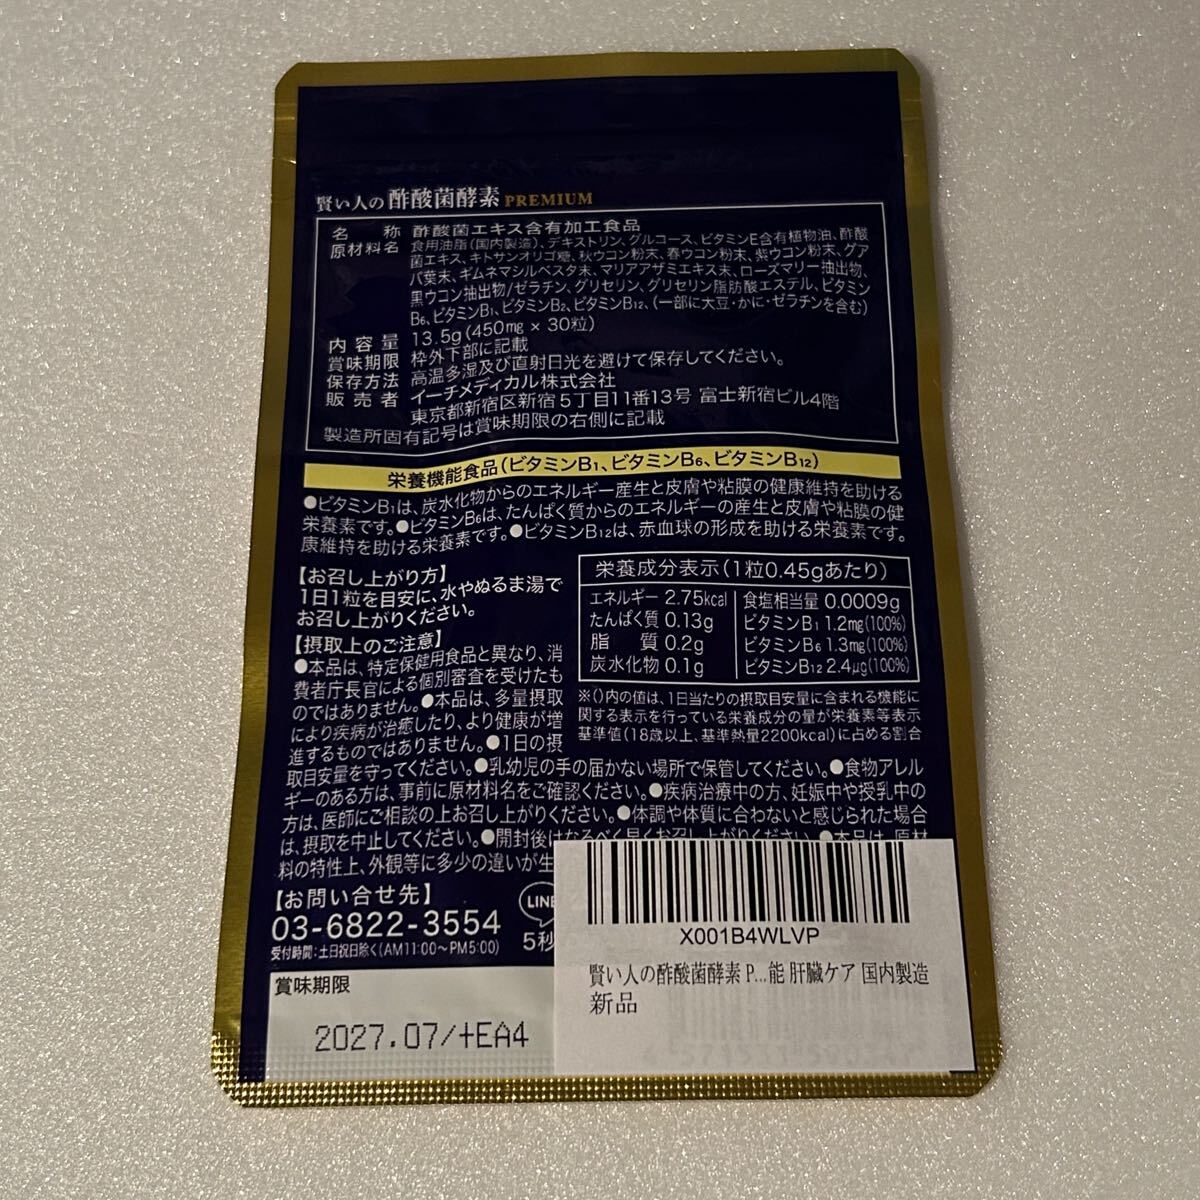 賢い人の酢酸菌酵素 PREMIUM
名　　称 酢酸菌エキス含有加工食品
原材料名 食用油脂(国内製造)、デキストリン、グルコース、ビタミンE含有植物油、酢酸
菌エキス、キトサンオリゴ糖、秋ウコン粉末、春ウコン粉末、紫ウコン粉末、グア
バ葉末、ギムネマシルベスタ末、マリアアザミエキス末、ローズマリー抽出物、
黒ウコン抽出物/ゼラチン、グリセリン、グリセリン脂肪酸エステル、ビタミン
B6、ビタミンB1、ビタミンB2、ビタミンB12、(一部に大豆・かに・ゼラチンを含む)
内 容 量 13.5g(450mg × 30粒)
賞味期限 枠外下部に記載
保存方法 高温多湿及び直射日光を避けて保存してください。
販 売 者 イーチメディカル株式会社
東京都新宿区新宿5丁目11番13号 富士新宿ビル4階
製造所固有記号は賞味期限の右側に記載
栄養機能食品(ビタミンB1、ビタミンB6、ビタミンB12)
●ビタミンB1は、炭水化物からのエネルギー産生と皮膚や粘膜の健康維持を助ける
栄養素です。●ビタミンB6は、たんぱく質からのエネルギーの産生と皮膚や粘膜の健
康維持を助ける栄養素です。●ビタミンB12は、赤血球の形成を助ける栄養素です。
【お召し上がり方】
1日1粒を目安に、水やぬるま湯で
お召し上がりください。
栄養成分表示(1粒0.45gあたり)
エネルギー 2.75kcal
たんぱく質 0.13g
脂　　質 0.2g
炭水化物 0.1g
食塩相当量 0.0009g
ビタミンB1 1.2mg(100%)
ビタミンB6 1.3mg(100%)
ビタミンB12 2.4μg(100%)
※()内の値は、1日当たりの摂取目安量に含まれる機能に
関する表示を行っている栄養成分の量が栄養素等表示
基準値(18歳以上、基準熱量2200kcal)に占める割合
【摂取上のご注意】
●本品は、特定保健用食品と異なり、消
費者庁長官による個別審査を受けたも
のではありません。●本品は、多量摂取
により疾病が治癒したり、より健康が増
進するものではありません。●1日の摂
取目安量を守ってください。●乳幼児の手の届かない場所で保管してください。●食物アレル
ギーのある方は、事前に原材料名をご確認ください。●疾病治療中の方、妊娠中や授乳中の
方は、医師にご相談の上お召し上がりください。●体調や体質に合わないと感じられた場合
は、摂取を中止してください。●開封後はなるべく早くお召し上がりください。●本品は、原材
料の特性上、外観等に多少の違いが生
【お問い合せ先】
03-6822-3554
受付時間:土日祝日除く(AM11:00〜PM5:00)
LINE
5秒
賞味期限
2027.07/+EA4
X001B4WLVP
賢い人の酢酸菌酵素 P...能 肝臓ケア 国内製造
新品